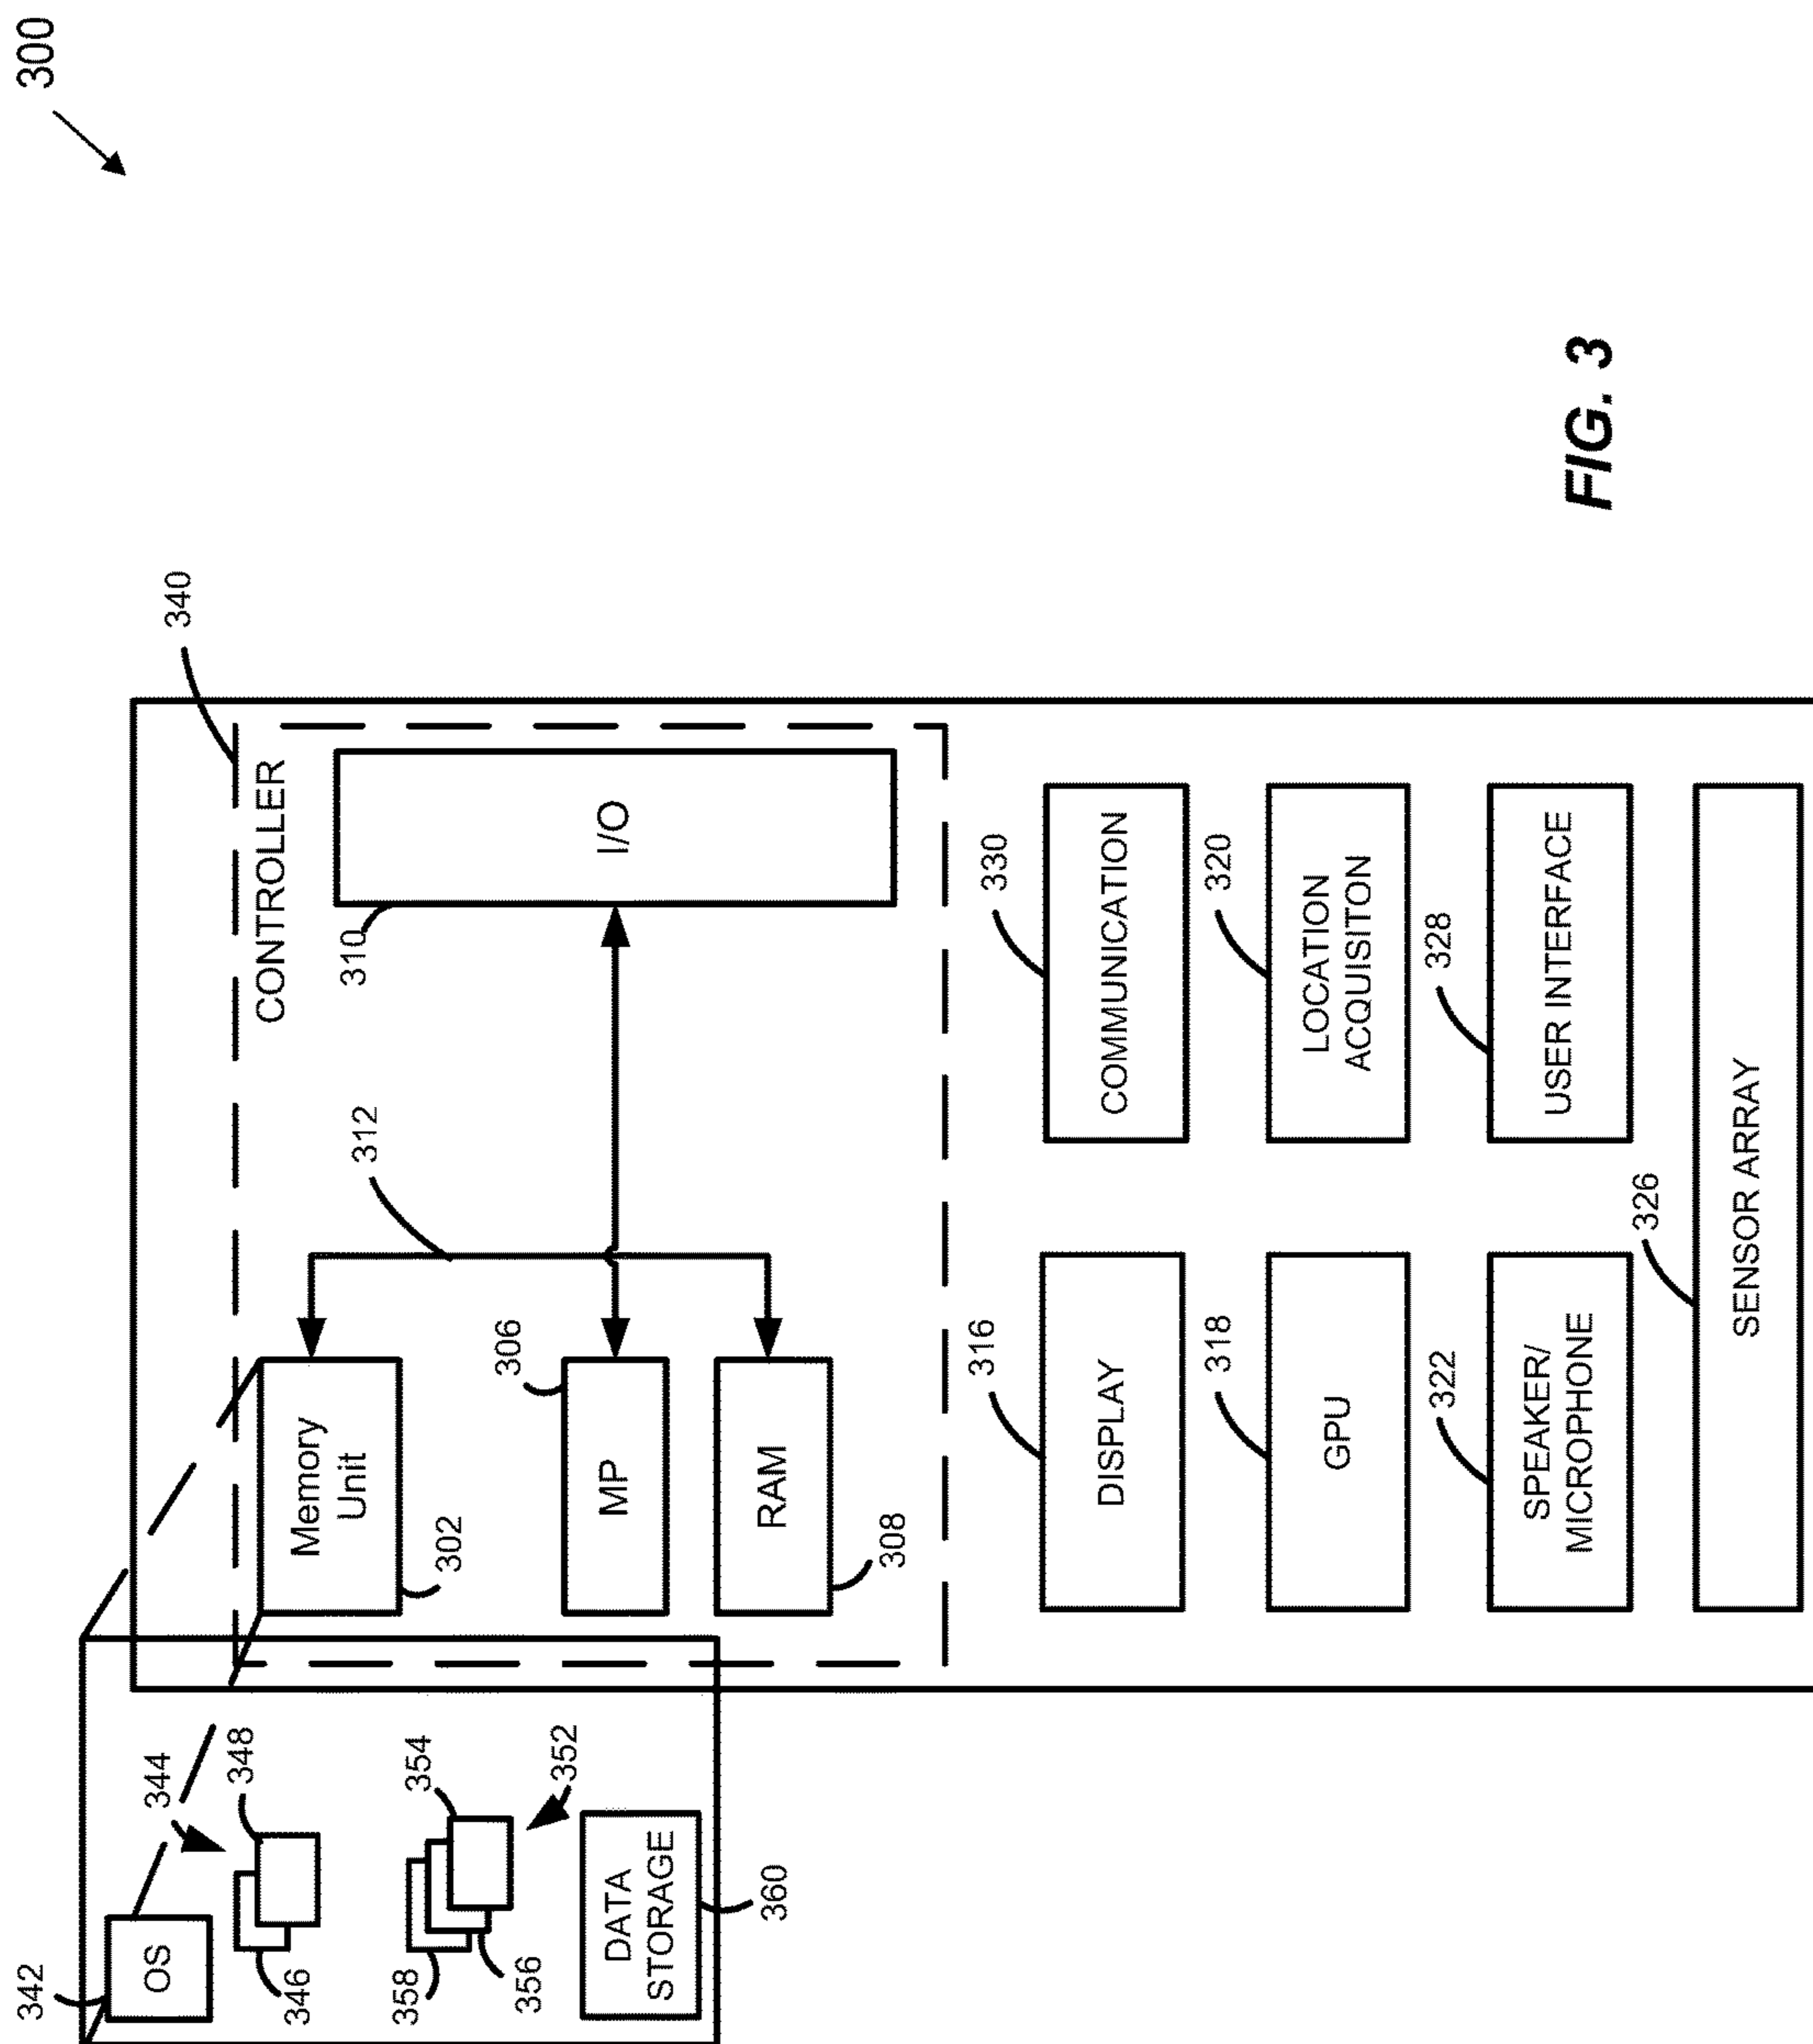 300
342
OS
344
348
346
340
CONTROLLER
Memory
Unit
302
312
310
I/O
358
354
356
352
306
MP
DATA
STORAGE
360
RAM
308
316
DISPLAY
330
COMMUNICATION
318
GPU
320
LOCATION
ACQUISITON
322
SPEAKER/
MICROPHONE
328
USER INTERFACE
326
SENSOR ARRAY
FIG. 3